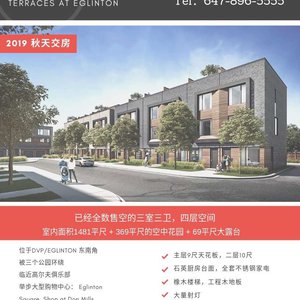 TERRACES AT EGLINTON
Tel: 647-896-5555
2019 秋天交房
已经全数售空的三室三卫，四层空间
室内面积1481平尺 + 369平尺的空中花园 + 69平尺大露台
位于DVP/EGLINTON 东南角
被三个公园环绕
临近高尔夫俱乐部
举步大型购物中心： Eglinton
Square, Shop at Don Mills
主层9尺天花板，二层10尺
石英厨房台面，全套不锈钢家电
橡木楼梯，工程木地板
大量射灯